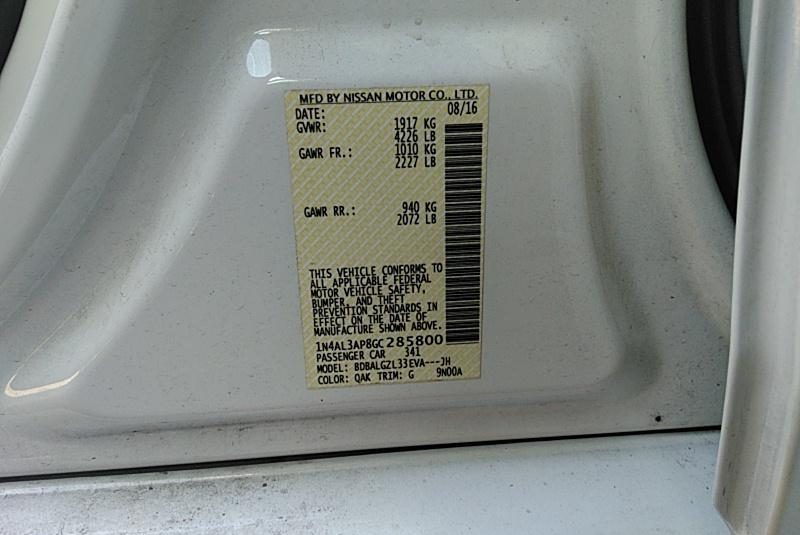 MFD BY NISSAN MOTOR CO., LTD.
DATE: 08/16
GVWR: 1917 KG
4226 LB
GAWR FR.: 1010 KG
2227 LB
GAWR RR.: 940 KG
2072 LB
THIS VEHICLE CONFORMS TO
ALL APPLICABLE FEDERAL
MOTOR VEHICLE SAFETY,
BUMPER, AND THEFT
PREVENTION STANDARDS IN
EFFECT ON THE DATE OF
MANUFACTURE SHOWN ABOVE.
1N4AL3AP8GC285800
PASSENGER CAR 341
MODEL: BDBALGZL33EVA---JH
COLOR: QAK TRIM: G 9N00A